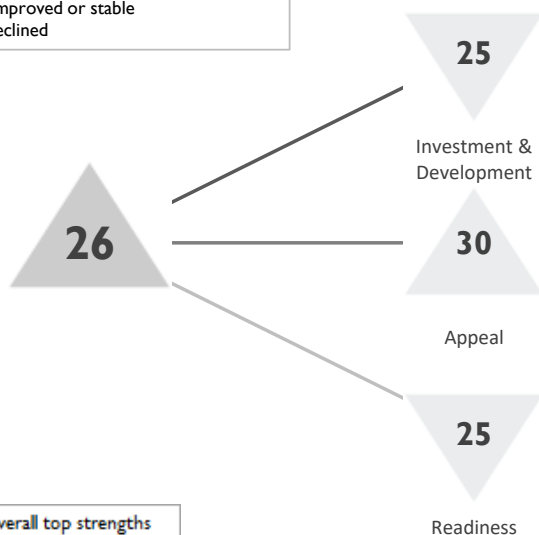 mproved or stable
eclined
25
Investment &
Development
26
30
Appeal
25
verall top strengths
Readiness